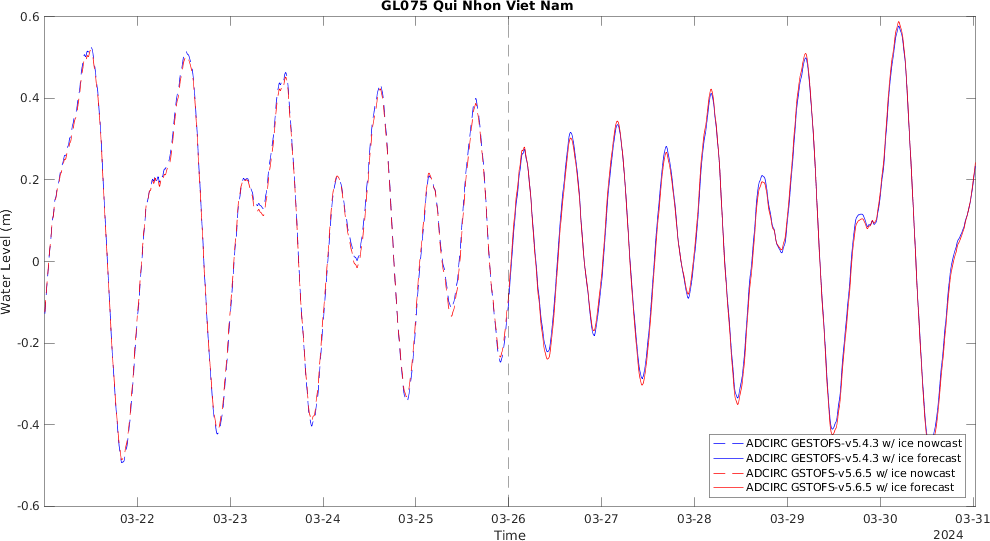 GL075 Qui Nhon Viet Nam
Water Level (m)
0.6
0.4
0.2
0
-0.2
-0.4
-0.6
ADCIRC GESTOFS-v5.4.3 w/ ice nowcast
ADCIRC GESTOFS-v5.4.3 w/ ice forecast
ADCIRC GSTOFS-v5.6.5 w/ ice nowcast
ADCIRC GSTOFS-v5.6.5 w/ ice forecast
03-22 03-23 03-24 03-25 03-26 03-27 03-28 03-29 03-30 03-31
Time
2024